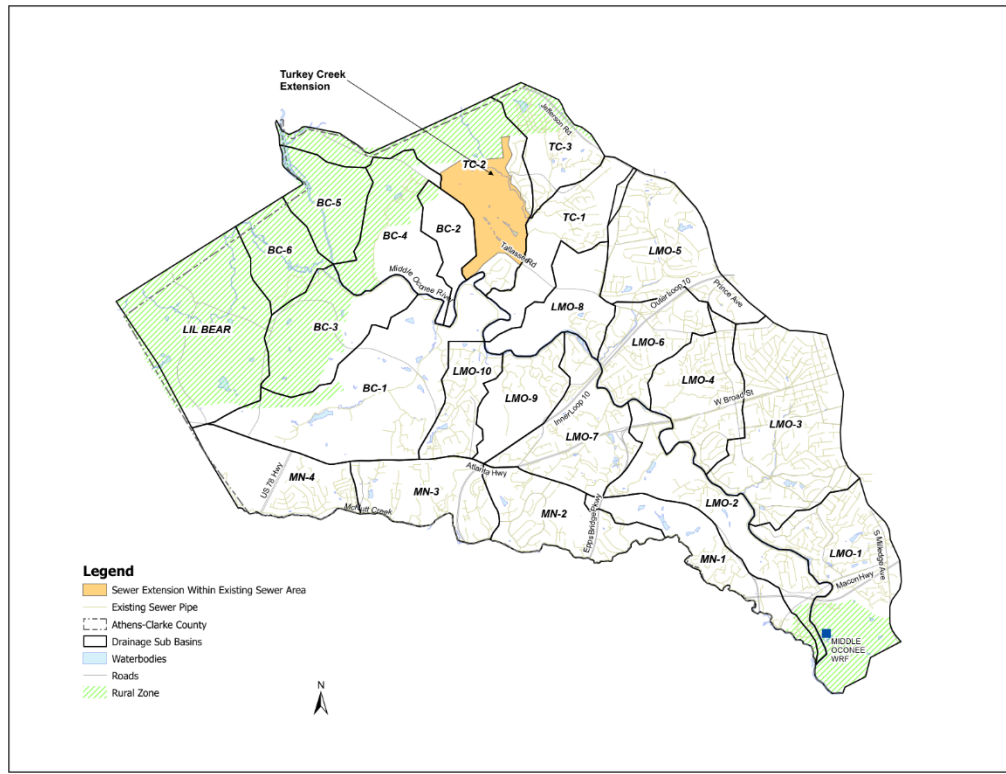 Turkey Creek
Extension
Jefferson Rd
TC-3
TC-2
BC-5
TC-1
BC-4
BC-2
BC-6
LMO-5
Tallassee Rd
Middle Oconee River
Outer Loop 10
Prince Ave
LMO-8
LIL BEAR
BC-3
LMO-6
LMO-10
LMO-4
BC-1
LMO-9
W Broad St
Inner Loop 10
LMO-3
LMO-7
Atlanta Hwy
US 78 Hwy
MN-4
MN-3
McNutt Creek
MN-2
Epps Bridge Pkwy
LMO-2
MN-1
LMO-1
S Milledge Ave
Macon Hwy
MIDDLE
OCONEE
WRF
Legend
Sewer Extension Within Existing Sewer Area
Existing Sewer Pipe
Athens-Clarke County
Drainage Sub Basins
Waterbodies
Roads
Rural Zone
N